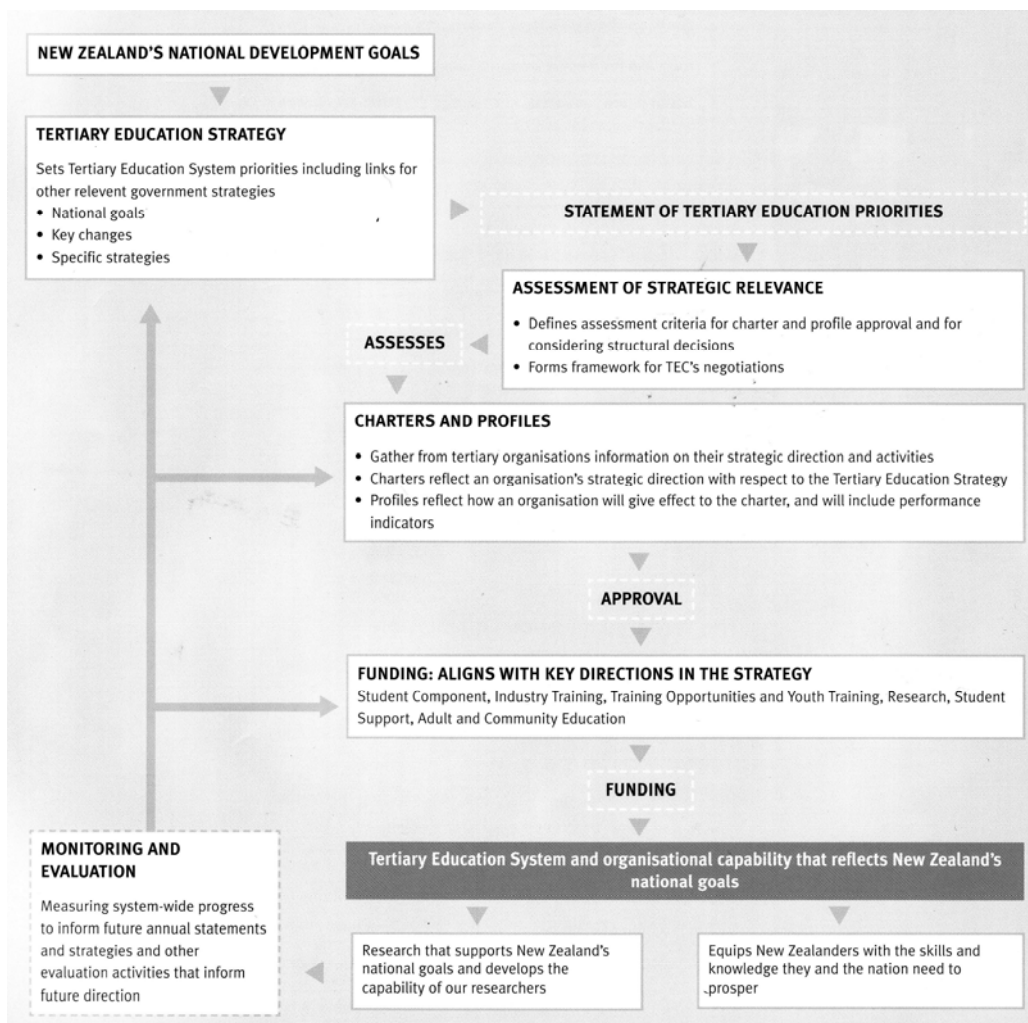 NEW ZEALAND'S NATIONAL DEVELOPMENT GOALS
TERTIARY EDUCATION STRATEGY
Sets Tertiary Education System priorities including links for
other relevent government strategies
• National goals
• Key changes
• Specific strategies
STATEMENT OF TERTIARY EDUCATION PRIORITIES
ASSESSMENT OF STRATEGIC RELEVANCE
• Defines assessment criteria for charter and profile approval and for
considering structural decisions
• Forms framework for TEC's negotiations
ASSESSES
CHARTERS AND PROFILES
• Gather from tertiary organisations information on their strategic direction and activities
• Charters reflect an organisation's strategic direction with respect to the Tertiary Education Strategy
• Profiles reflect how an organisation will give effect to the charter, and will include performance
indicators
APPROVAL
FUNDING: ALIGNS WITH KEY DIRECTIONS IN THE STRATEGY
Student Component, Industry Training, Training Opportunities and Youth Training, Research, Student
Support, Adult and Community Education
FUNDING
Tertiary Education System and organisational capability that reflects New Zealand's
national goals
MONITORING AND
EVALUATION
Measuring system-wide progress
to inform future annual statements
and strategies and other
evaluation activities that inform
future direction
Research that supports New Zealand's
national goals and develops the
capability of our researchers
Equips New Zealanders with the skills and
knowledge they and the nation need to
prosper